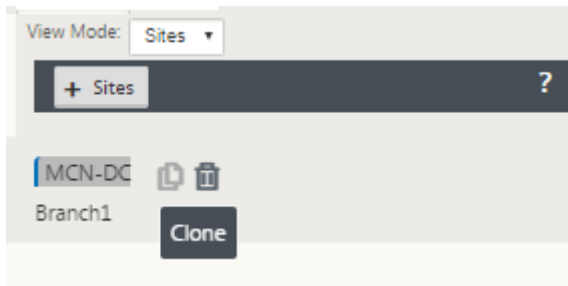 View Mode: Sites
+ Sites ?
MCN-DC
Branch1
Clone